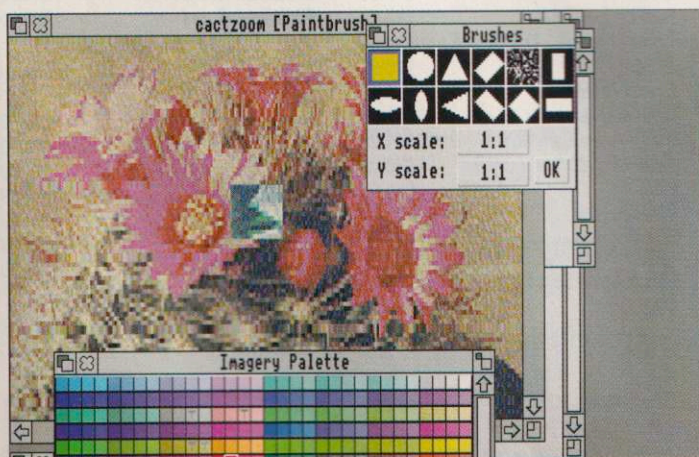 cactzoom [Paintbrush]
Brushes
X scale: 1:1
Y scale: 1:1 OK
Imagery Palette